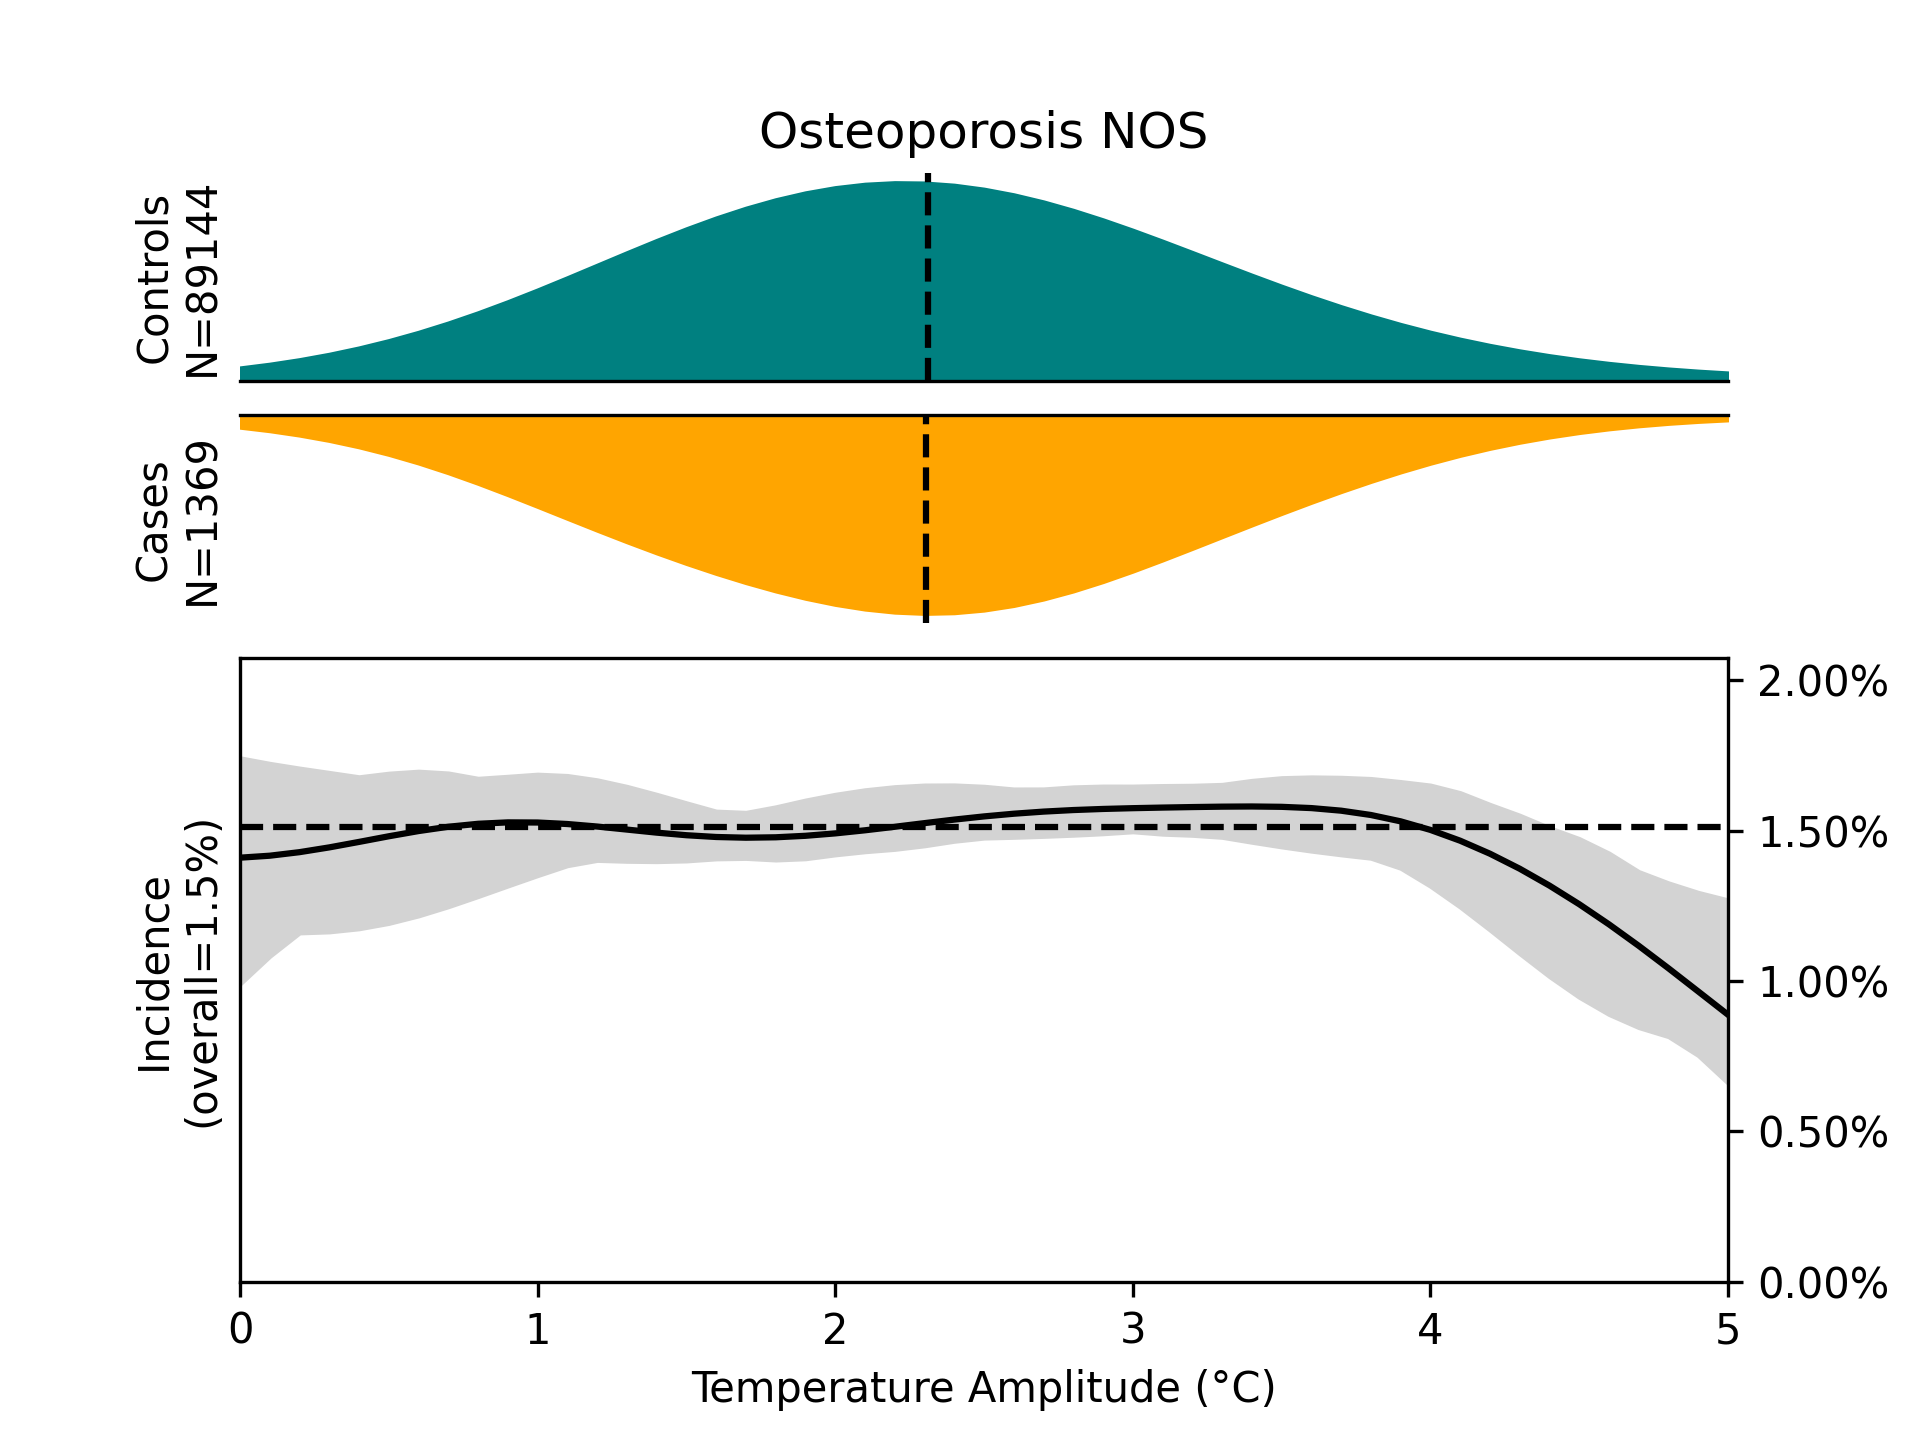 Osteoporosis NOS
Controls
N=89144
Cases
N=1369
Incidence
(overall=1.5%)
2.00%
1.50%
1.00%
0.50%
0.00%
0 1 2 3 4 5
Temperature Amplitude (°C)